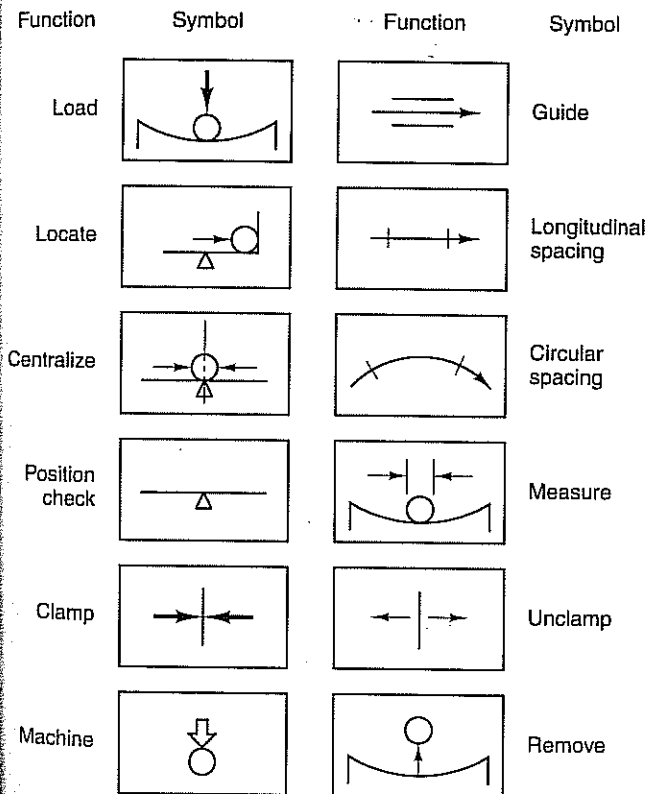 Function Symbol Function Symbol
Load Guide
Locate Longitudinal
spacing
Centralize Circular
spacing
Position
check Measure
Clamp Unclamp
Machine Remove